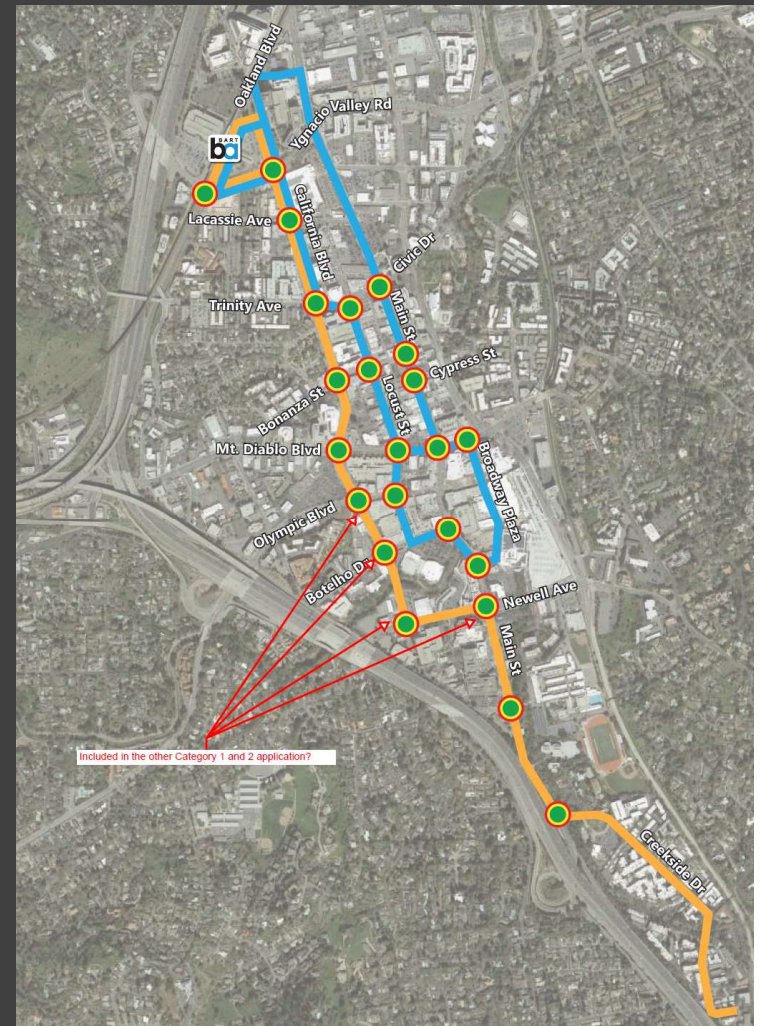 Oakland Blvd
Ygnacio Valley Rd
BART
ba
Lacassie Ave
California Blvd
Civic Dr
Trinity Ave
Main St
Cypress St
Bonanza St
Locust St
Mt. Diablo Blvd
Broadway Plaza
Olympic Blvd
Botelho Dr
Newell Ave
Main St
Included in the other Category 1 and 2 application?
Creekside Dr